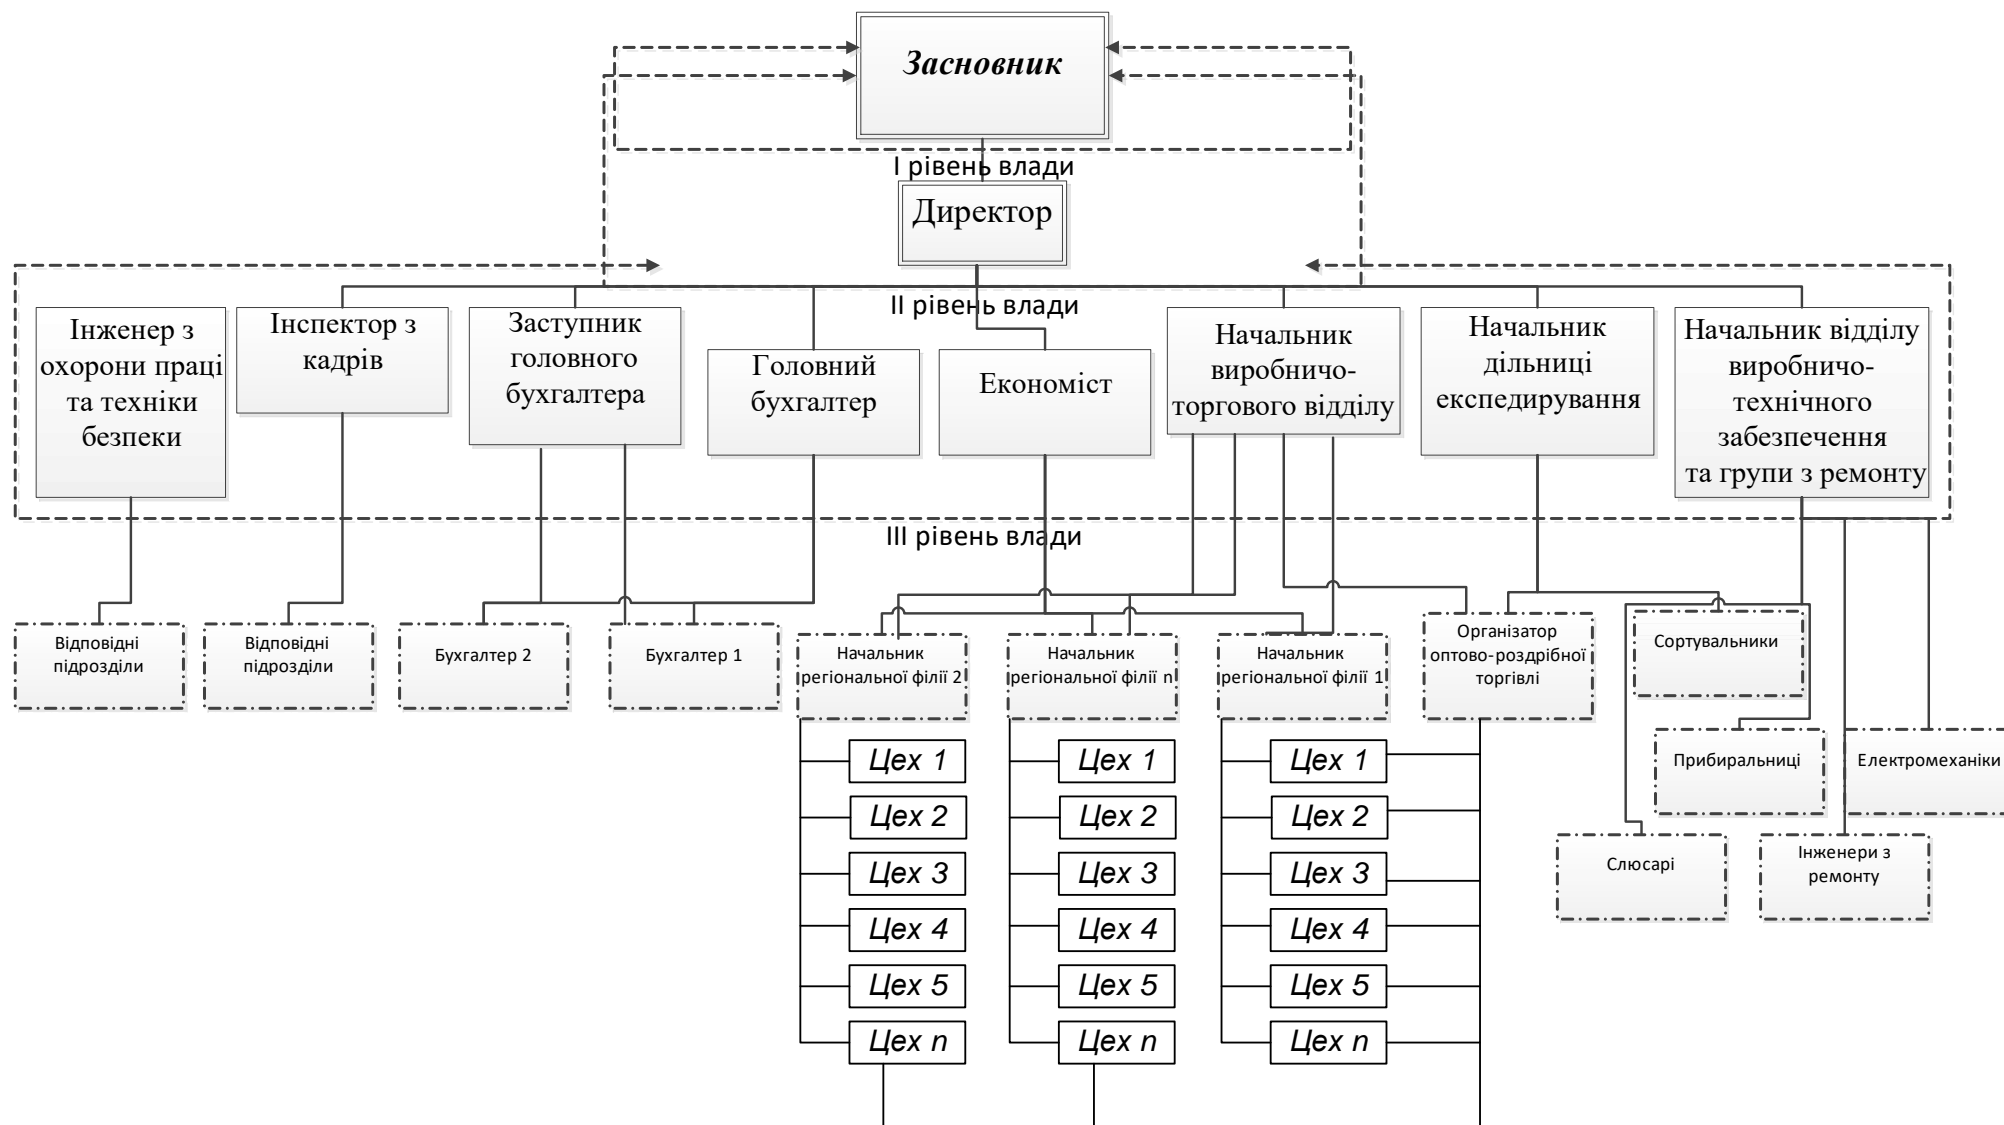 Засновник
І рівень влади
Директор
ІІ рівень влади
Інженер з
охорони праці
та техніки
безпеки
Інспектор з
кадрів
Заступник
головного
бухгалтера
Головний
бухгалтер
Економіст
Начальник
виробничо-
торгового відділу
Начальник
дільниці
експедирування
Начальник відділу
виробничо-
технічного
забезпечення
та групи з ремонту
ІІІ рівень влади
Відповідні
підрозділи
Відповідні
підрозділи
Бухгалтер 2
Бухгалтер 1
Начальник
регіональної філії 2
Начальник
регіональної філії n
Начальник
регіональної філії 1
Організатор
оптово-роздрібної
торгівлі
Сортувальники
Прибиральниці
Електромеханіки
Слюсарі
Інженери з
ремонту
Цех 1
Цех 2
Цех 3
Цех 4
Цех 5
Цех n
Цех 1
Цех 2
Цех 3
Цех 4
Цех 5
Цех n
Цех 1
Цех 2
Цех 3
Цех 4
Цех 5
Цех n